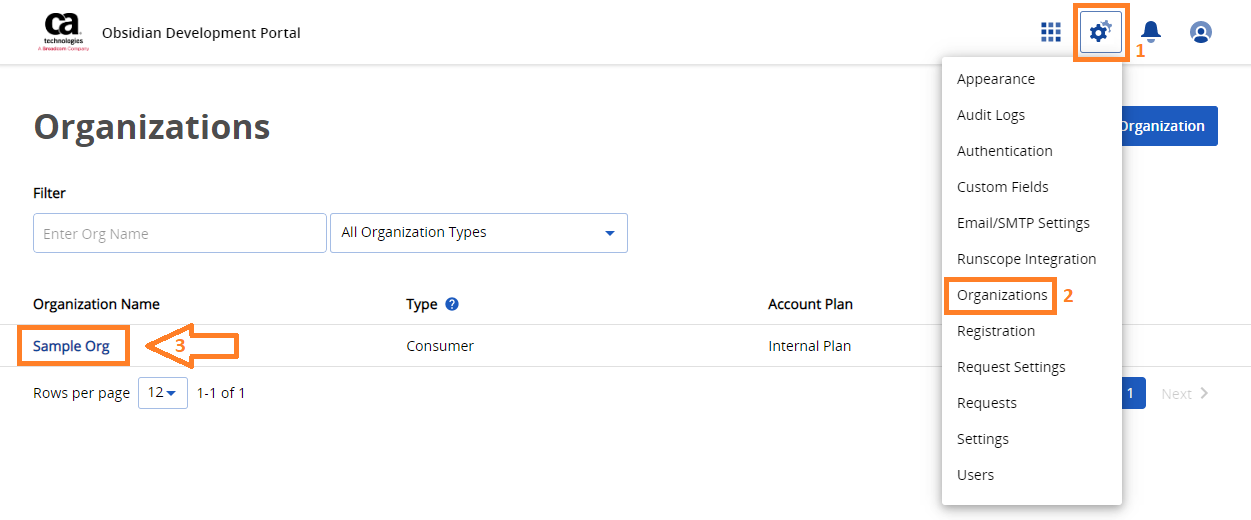 ca
technologies
A Broadcom Company
Obsidian Development Portal
1
Appearance
Audit Logs
Authentication
Custom Fields
Email/SMTP Settings
Runscope Integration
Organizations 2
Registration
Request Settings
Requests
Settings
Users
Organizations
Organization
Filter
Enter Org Name
All Organization Types
Organization Name Type ? Account Plan
Sample Org 3 Consumer Internal Plan
Rows per page 12 1-1 of 1
1 Next